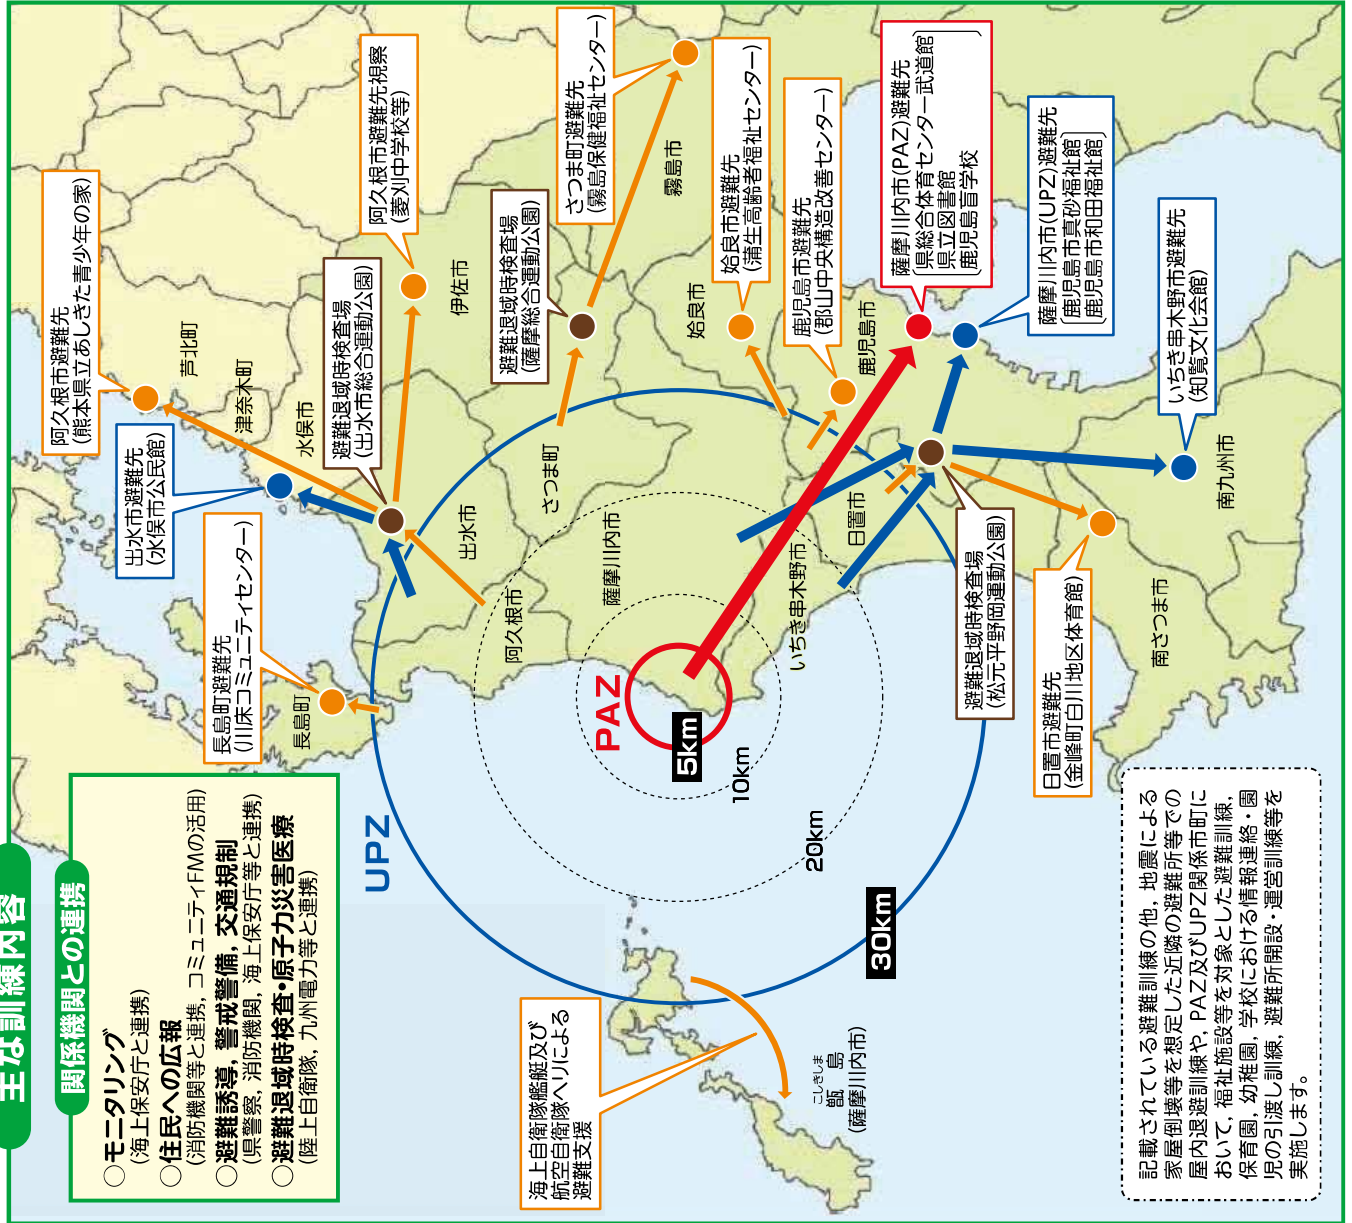 主な訓練内容
関係機関との連携
○モニタリング
(海上保安庁と連携)
○住民への広報
(消防機関等と連携, コミュニティFMの活用)
○避難誘導, 警戒警備, 交通規制
(県警察, 消防機関, 海上保安庁等と連携)
○避難退域時検査・原子力災害医療
(陸上自衛隊, 九州電力等と連携)
阿久根市避難先
(熊本県立あしきた青少年の家)
出水市避難先
(水俣市公民館)
長島町避難先
(川床コミュニティセンター)
芦北町
津奈木町
水俣市
長島町
避難退域時検査場
(出水市総合運動公園)
阿久根市避難先視察
(菱刈中学校等)
伊佐市
出水市
阿久根市
避難退域時検査場
(薩摩総合運動公園)
さつま町避難先
(霧島保健福祉センター)
さつま町
薩摩川内市
霧島市
姶良市
姶良市避難先
(蒲生高齢者福祉センター)
鹿児島市避難先
(郡山中央構造改善センター)
鹿児島市
薩摩川内市(PAZ)避難先
県総合体育センター武道館
県立図書館
鹿児島盲学校
薩摩川内市(UPZ)避難先
鹿児島市真砂福祉館
鹿児島市和田福祉館
いちき串木野市避難先
(知覧文化会館)
いちき串木野市
日置市
南九州市
南さつま市
避難退域時検査場
(松元平野岡運動公園)
日置市避難先
(金峰町白川地区体育館)
UPZ
PAZ
5km
10km
20km
30km
海上自衛隊艦艇及び
航空自衛隊ヘリによる
避難支援
こしきしま
甑 島
(薩摩川内市)
記載されている避難訓練の他, 地震による
家屋倒壊等を想定した近隣の避難所等での
屋内退避訓練や, PAZ及びUPZ関係市町に
おいて, 福祉施設等を対象とした避難訓練,
保育園, 幼稚園, 学校における情報連絡・園
児の引渡し訓練, 避難所開設・運営訓練等を
実施します。